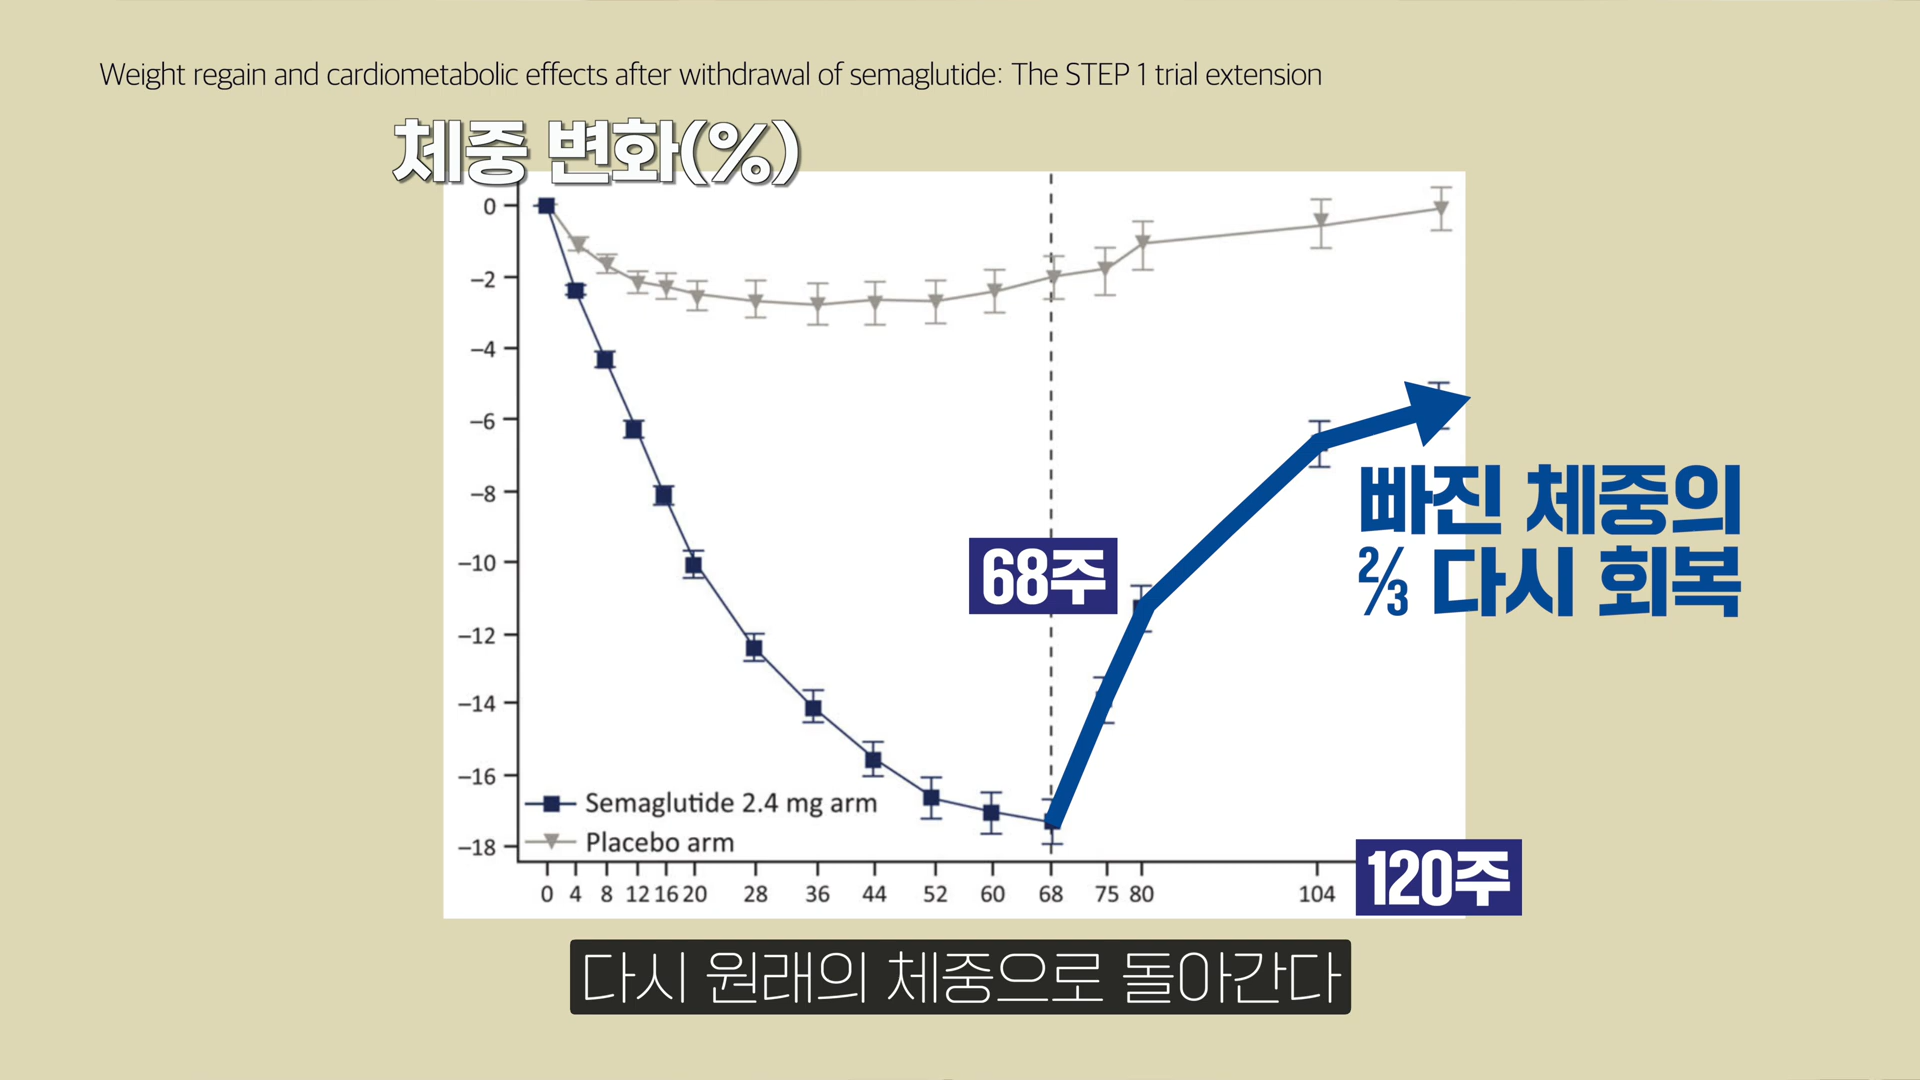 Weight regain and cardiometabolic effects after withdrawal of semaglutide: The STEP 1 trial extension
체중 변화(%)
0
−2
−4
−6
−8
−10
−12
−14
−16
−18
68주
빠진 체중의
⅔ 다시 회복
Semaglutide 2.4 mg arm
Placebo arm
0 4 8 12 16 20 28 36 44 52 60 68 75 80 104 120주
다시 원래의 체중으로 돌아간다